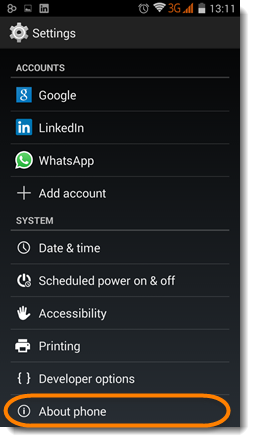 3G 13:11
Settings
ACCOUNTS
Google
LinkedIn
WhatsApp
Add account
SYSTEM
Date & time
Scheduled power on & off
Accessibility
Printing
{ } Developer options
About phone